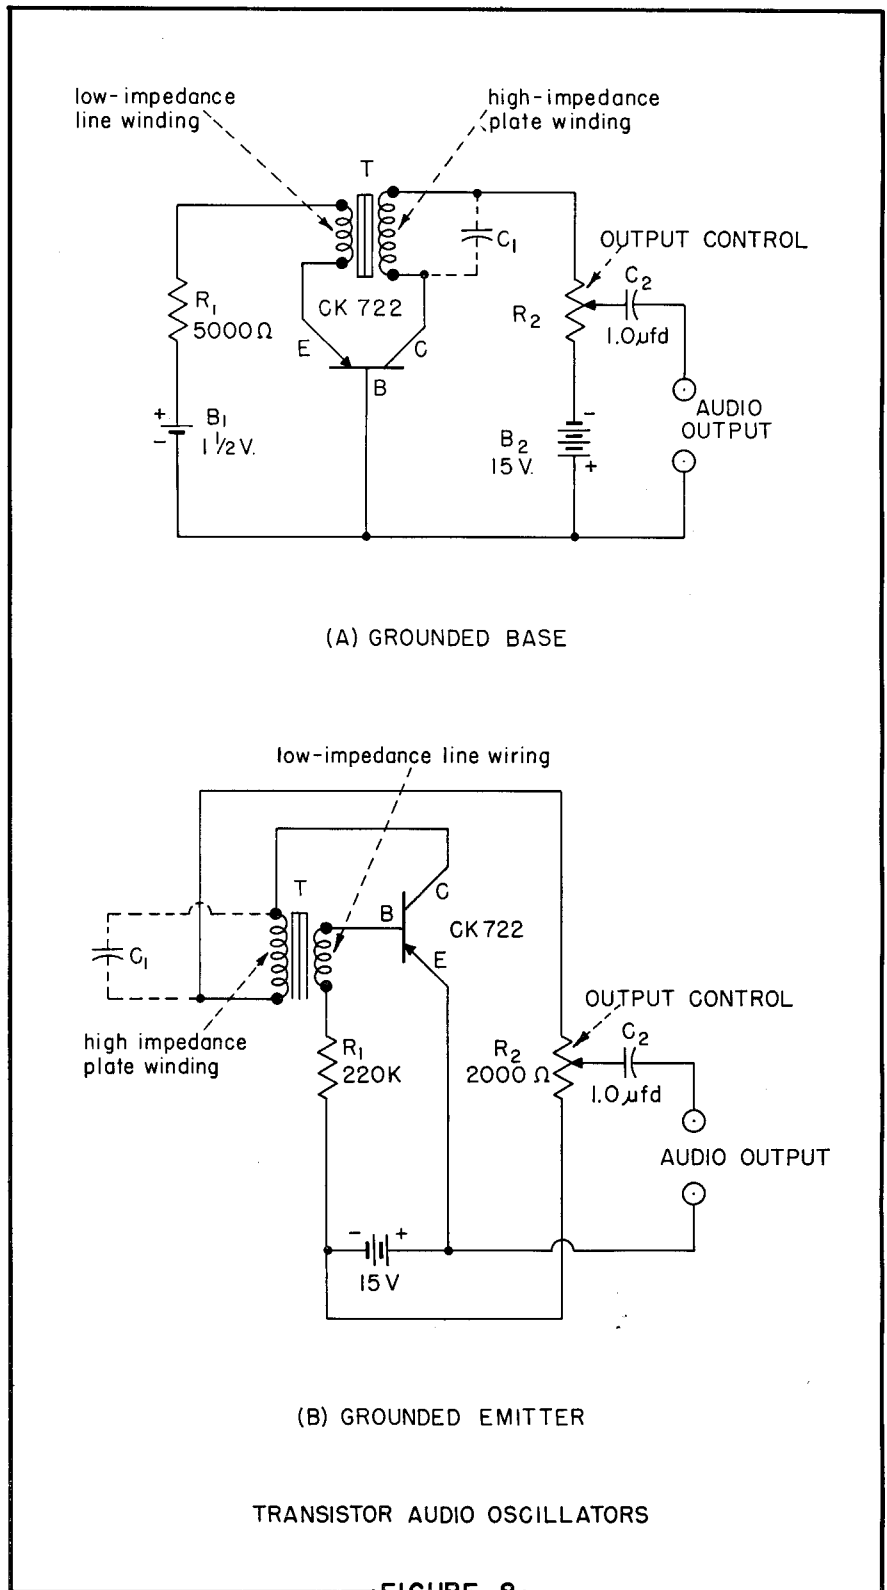 low-impedance
line winding
high-impedance
plate winding
T
C1
OUTPUT CONTROL
R1
5000Ω
CK 722
E
C
B
R2
C2
1.0µfd
+
-
B1
1 1/2 V.
-
B2
15 V.
+
AUDIO
OUTPUT
(A) GROUNDED BASE
low-impedance line wiring
T
C
B
CK 722
E
C1
high impedance
plate winding
OUTPUT CONTROL
R1
220K
R2
2000 Ω
C2
1.0µfd
AUDIO OUTPUT
- +
15 V
(B) GROUNDED EMITTER
TRANSISTOR AUDIO OSCILLATORS
FIGURE 8